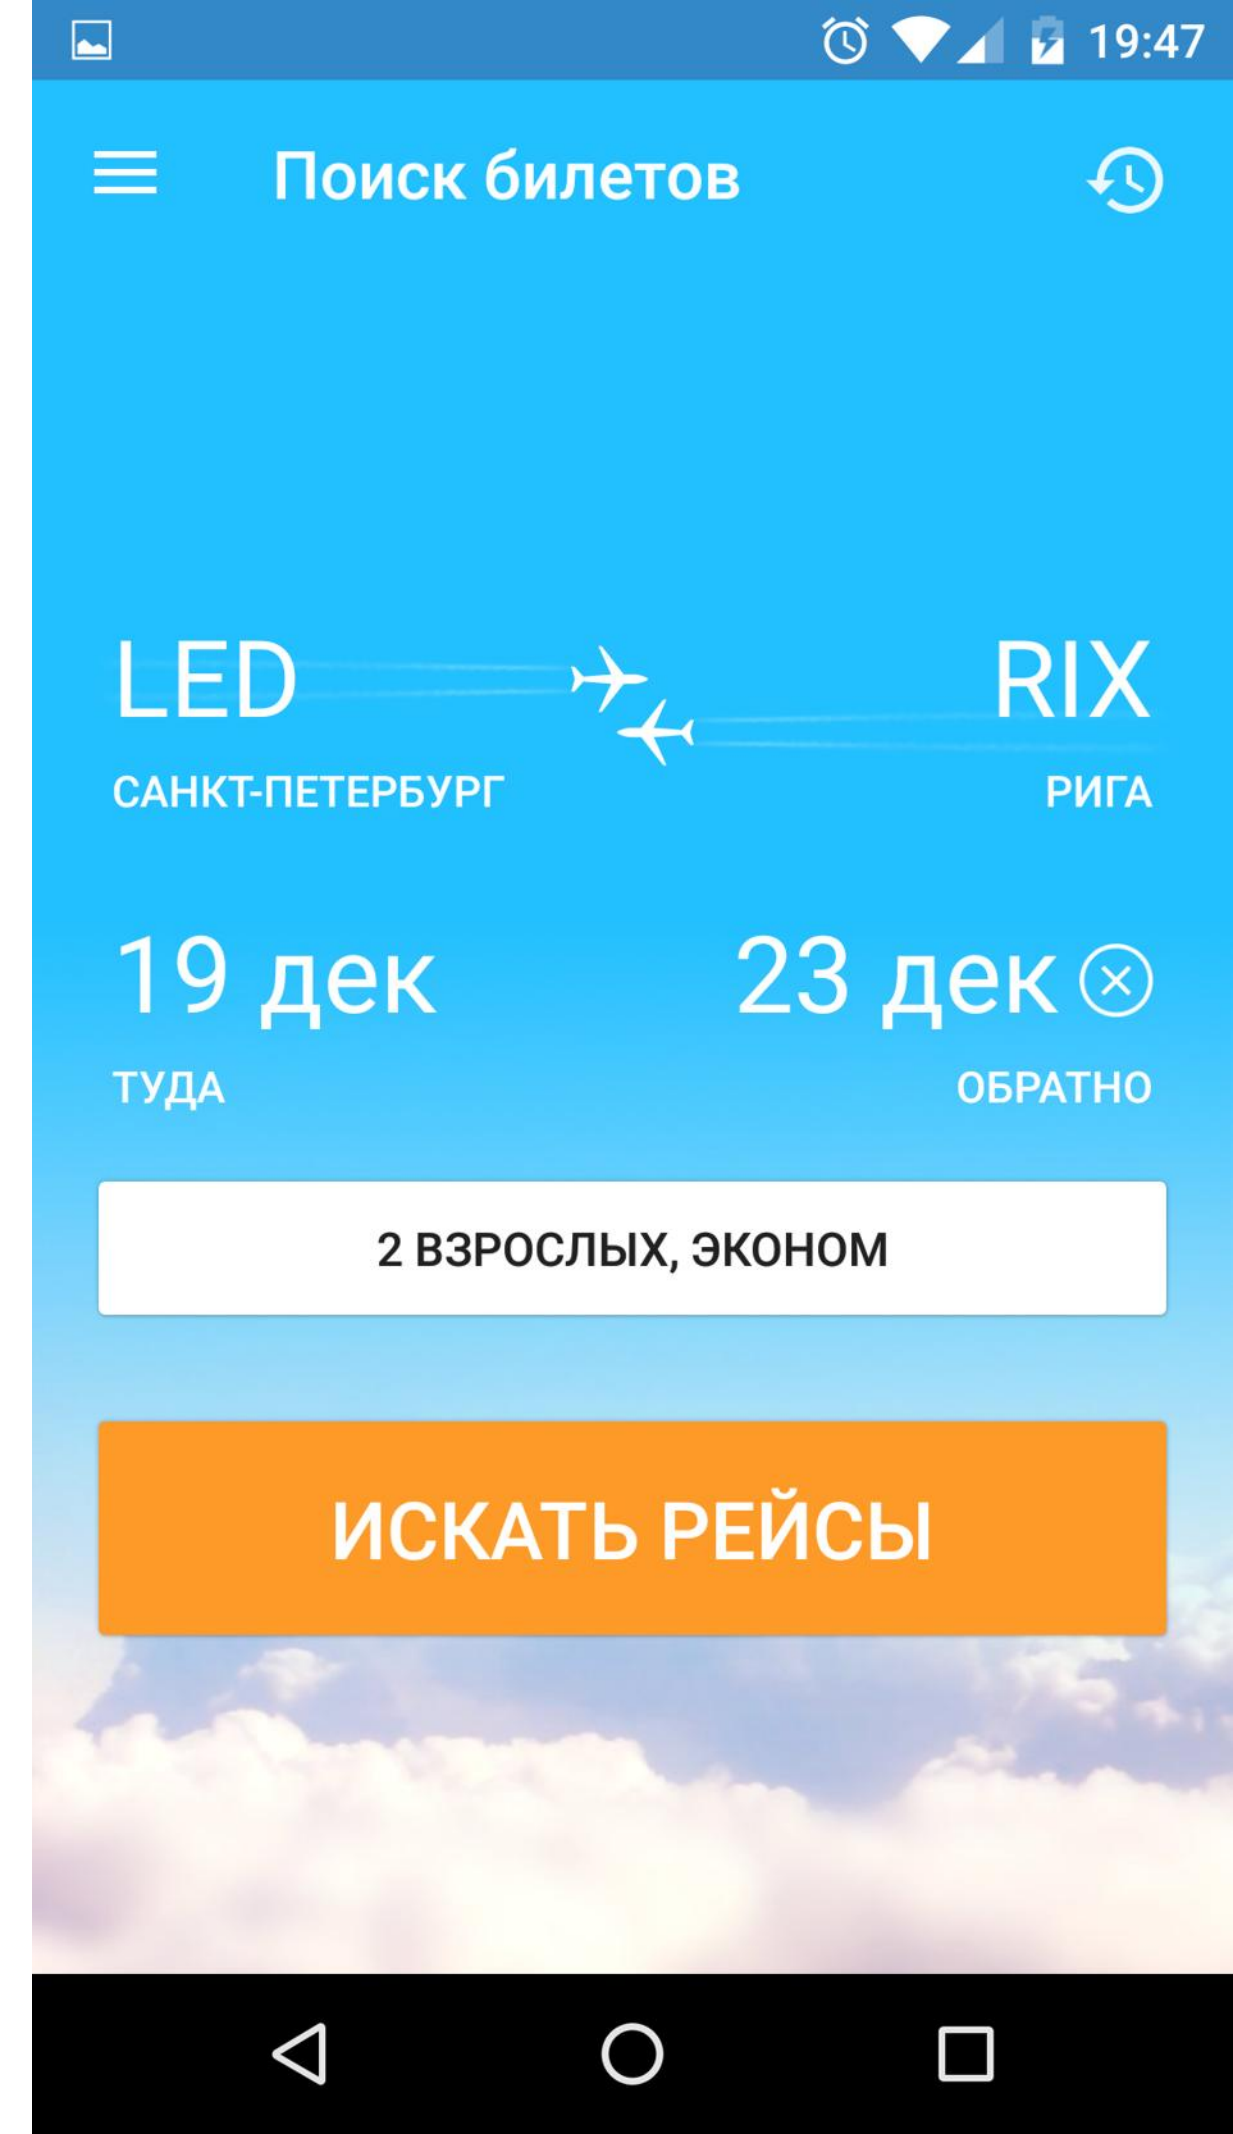 19:47
Поиск билетов
LED RIX
САНКТ-ПЕТЕРБУРГ РИГА
19 дек 23 дек
ТУДА ОБРАТНО
2 ВЗРОСЛЫХ, ЭКОНОМ
ИСКАТЬ РЕЙСЫ